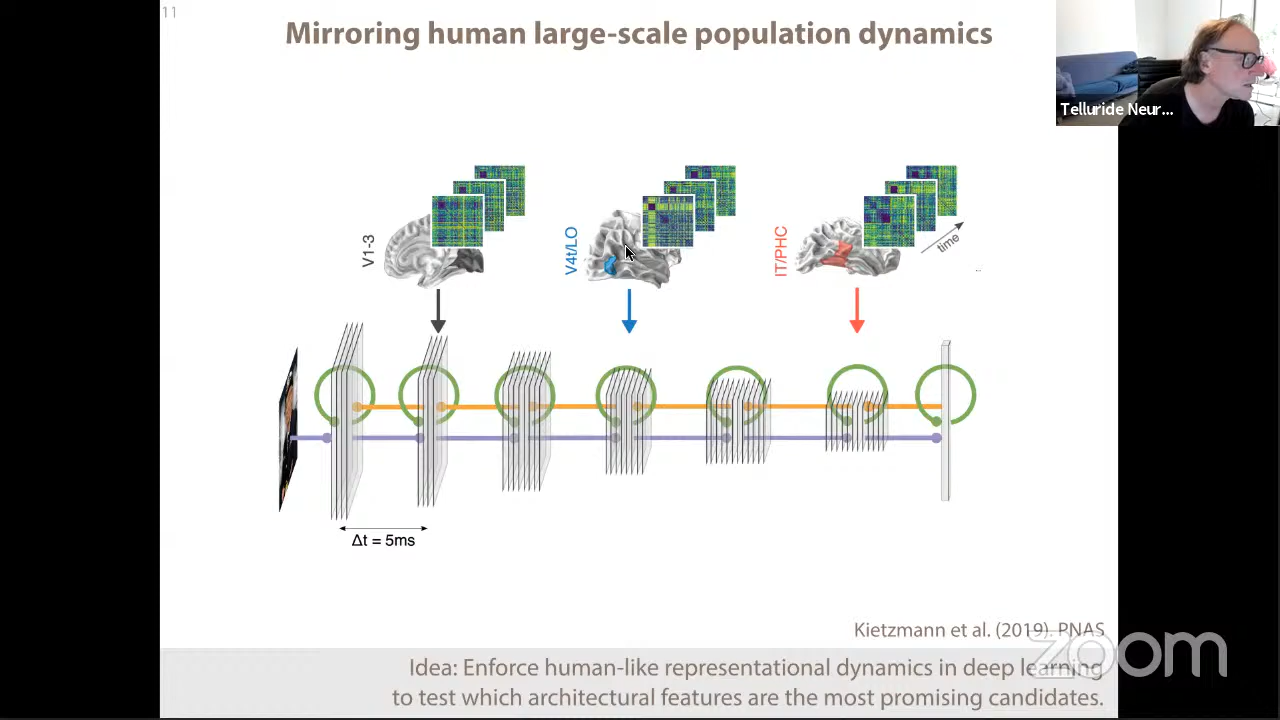 11
Mirroring human large-scale population dynamics
Telluride Neur...
V1-3
V4t/LO
IT/PHC
time
Δt = 5ms
Kietzmann et al. (2019). PNAS
zoom
Idea: Enforce human-like representational dynamics in deep learning
to test which architectural features are the most promising candidates.